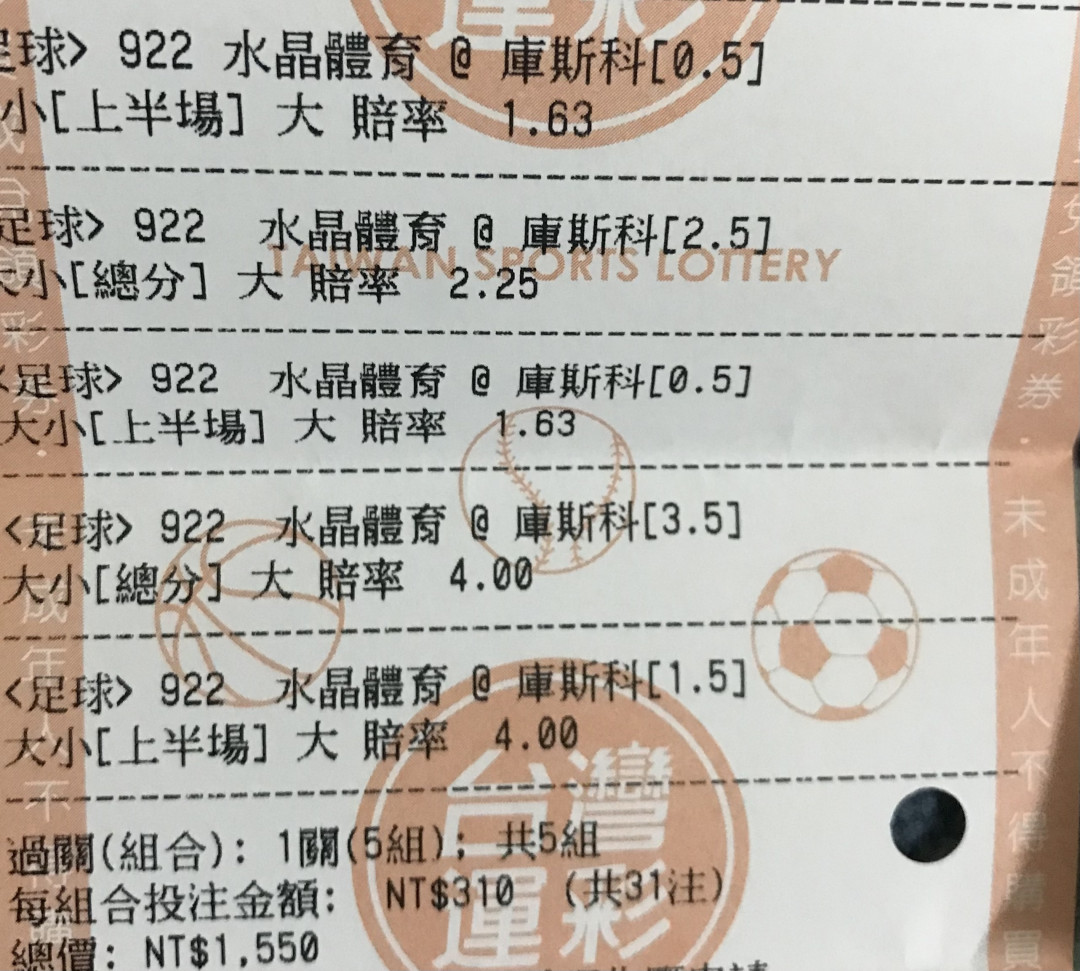 運彩
足球> 922 水晶體育 @ 庫斯科[0.5]
小[上半場] 大 賠率 1.63
足球> 922 水晶體育 @ 庫斯科[2.5]
TAIWAN SPORTS LOTTERY
大小[總分] 大 賠率 2.25
<足球> 922 水晶體育 @ 庫斯科[0.5]
大小[上半場] 大 賠率 1.63
<足球> 922 水晶體育 @ 庫斯科[3.5]
大小[總分] 大 賠率 4.00
<足球> 922 水晶體育 @ 庫斯科[1.5]
大小[上半場] 大 賠率 4.00
台灣
運彩
過關(組合): 1關(5組); 共5組
每組合投注金額: NT$310 (共31注)
總價: NT$1,550
領彩券·未成年人不得購買